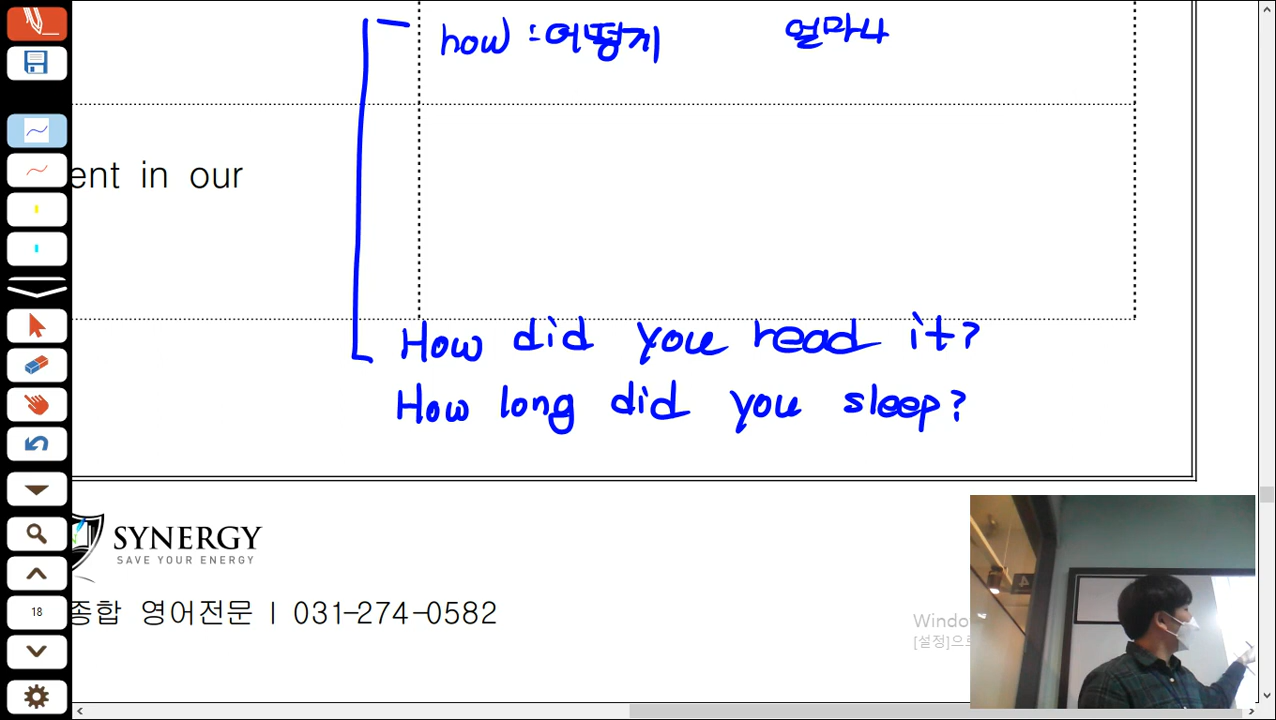 how : 어떻게 얼마나
ent in our
How did you read it?
How long did you sleep?
SYNERGY
SAVE YOUR ENERGY
종합 영어전문 | 031-274-0582
18
Windo
[설정]으
4